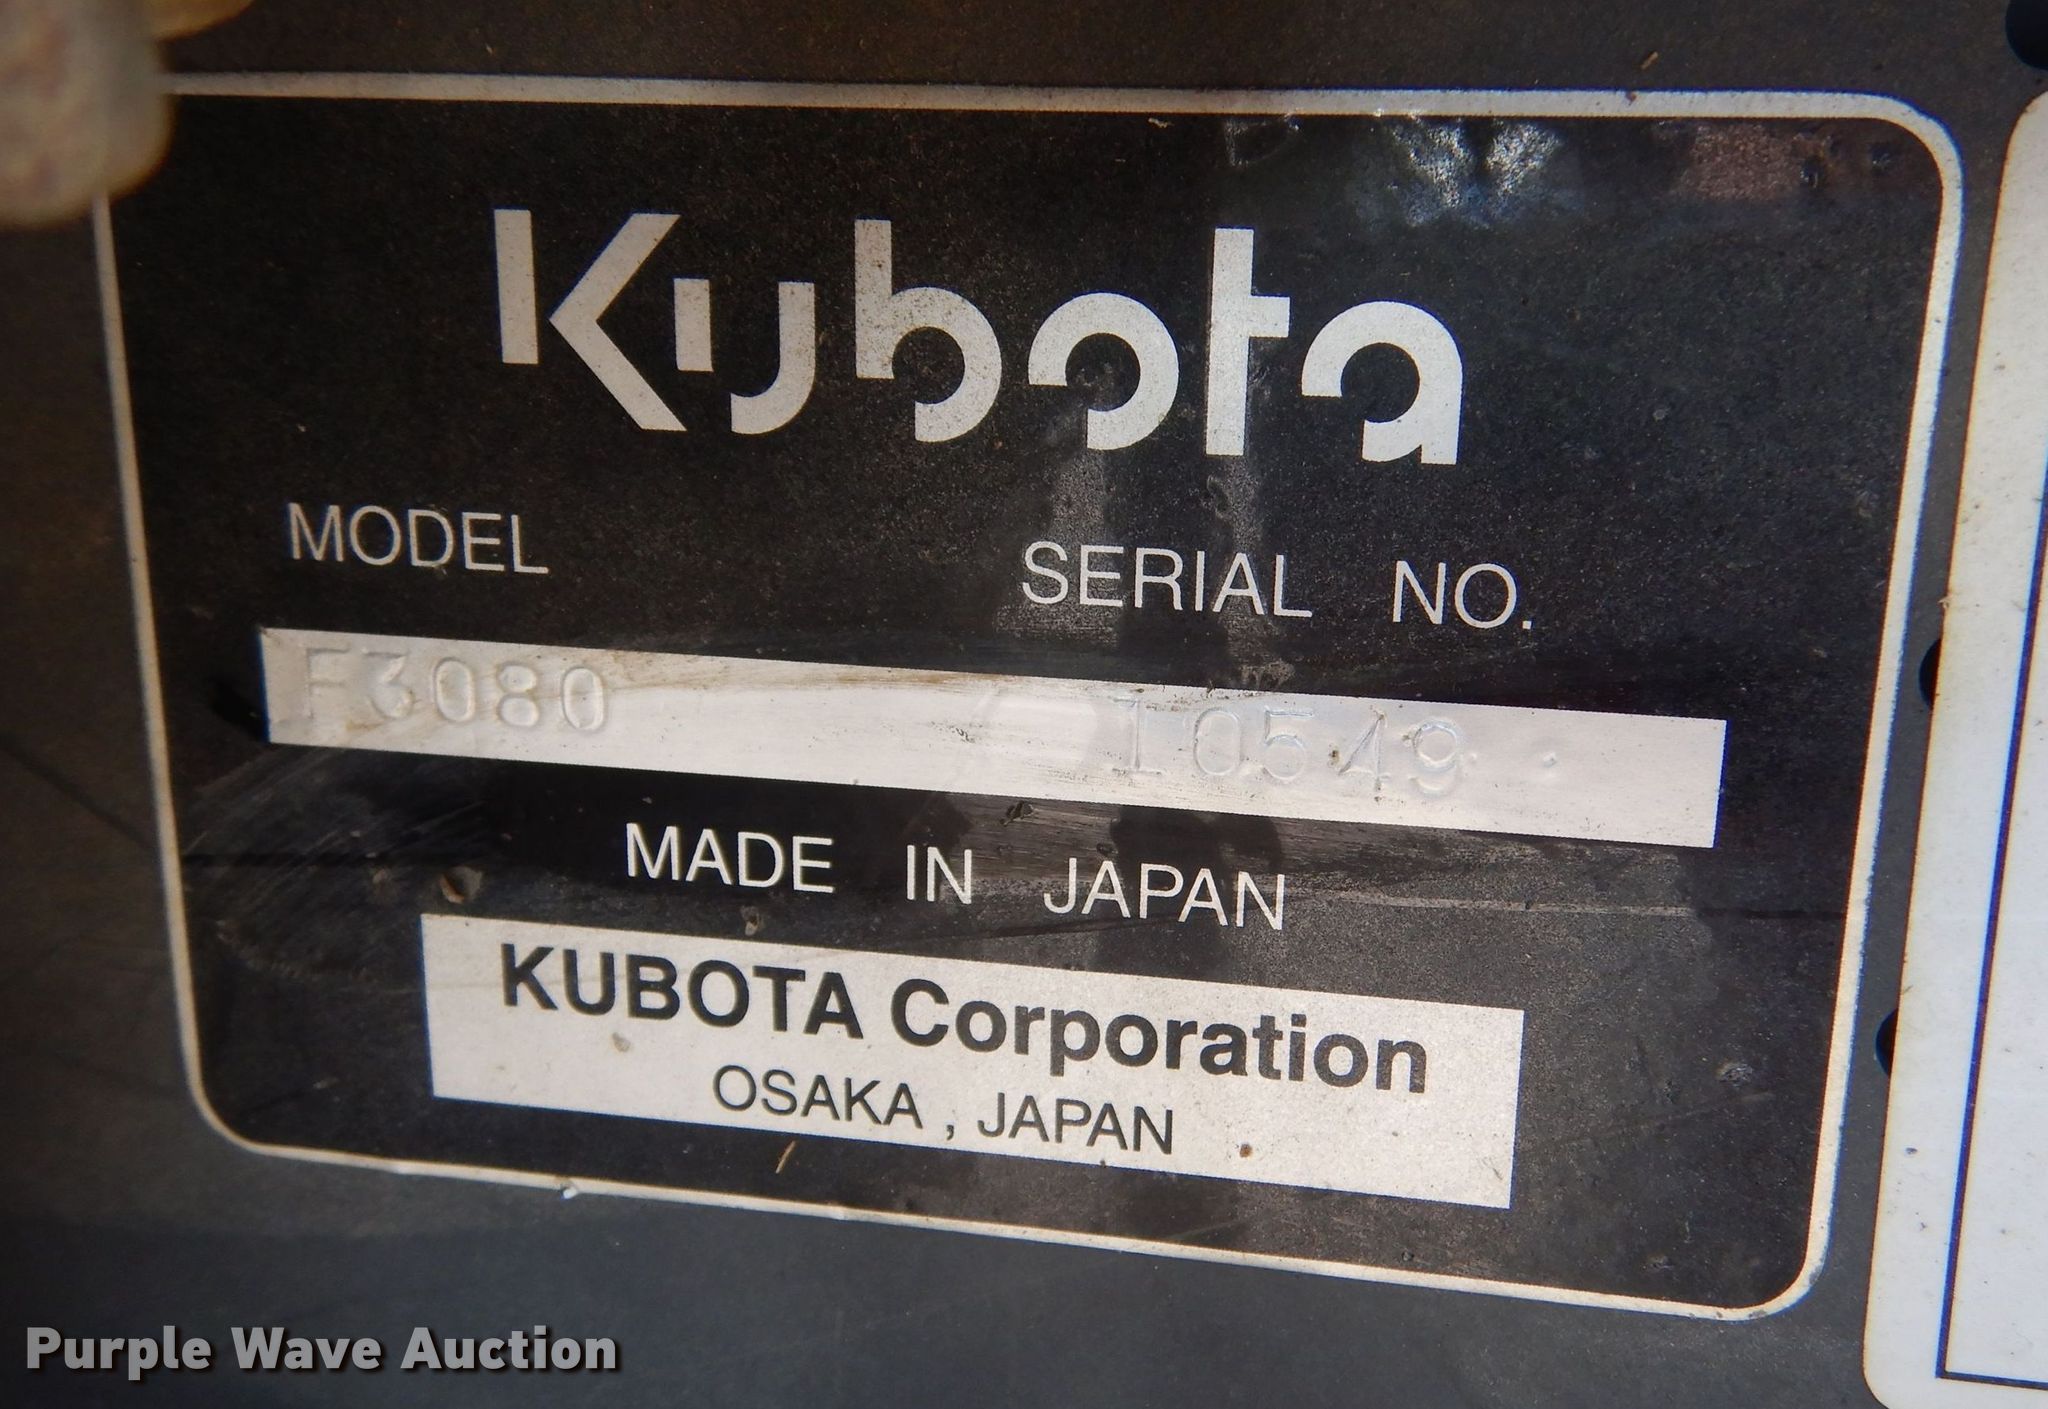 Kubota
MODEL SERIAL NO.
F3080 10549
MADE IN JAPAN
KUBOTA Corporation
OSAKA , JAPAN
Purple Wave Auction